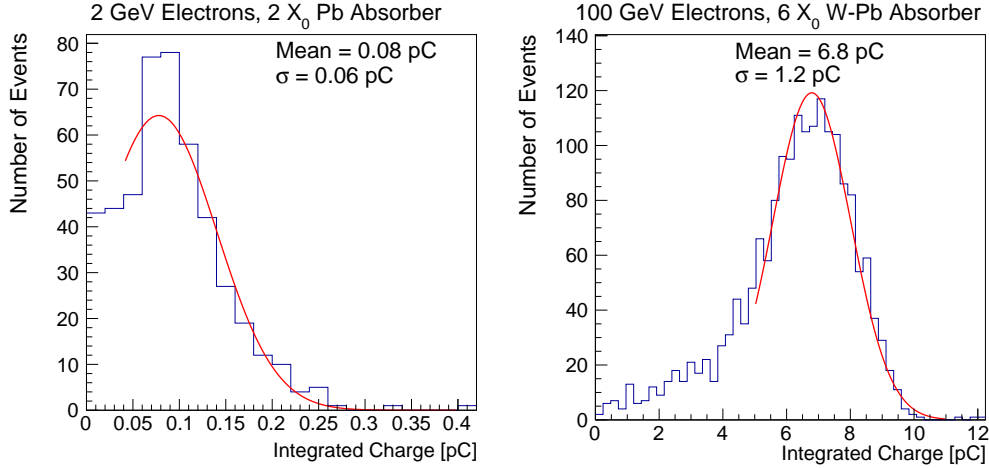 2 GeV Electrons, 2 X0 Pb Absorber
Mean = 0.08 pC
σ = 0.06 pC
Number of Events
80
70
60
50
40
30
20
10
0
0 0.05 0.1 0.15 0.2 0.25 0.3 0.35 0.4
Integrated Charge [pC]
100 GeV Electrons, 6 X0 W-Pb Absorber
Mean = 6.8 pC
σ = 1.2 pC
Number of Events
140
120
100
80
60
40
20
0
0 2 4 6 8 10 12
Integrated Charge [pC]